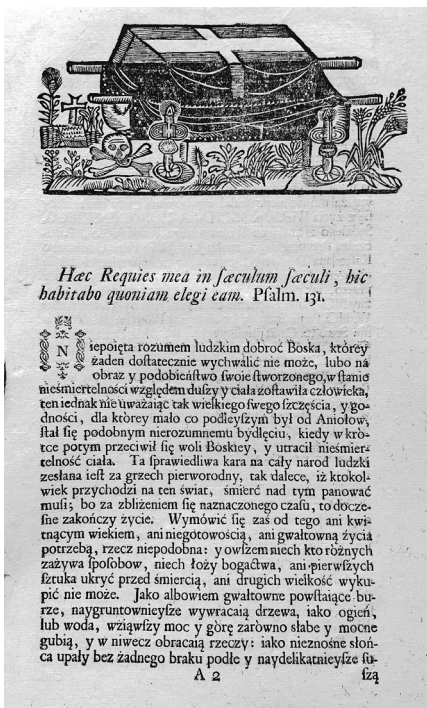 Hæc Requies mea in ſæculum ſæculi, hic
habitabo quoniam elegi eam. Pſalm. 131.
Niepoięta rozumem ludzkim dobroć Boska, ktorey
żaden dostatecznie wychwalić nie może, lubo na
obraz y podobieńſtwo ſwoie ſtworzonego, w ſtanie
nieśmiertelności względem duſzy y ciała zoſtawiła człowieka,
ten iednak nie uważaiąc tak wielkiego ſwego ſzczęścia, y go-
dności, dla ktorey mało co podleyſzym był od Aniołow,
ſtał ſię podobnym nierozumnemu bydlęciu, kiedy w kro-
tce potym przeciwił ſię woli Boskiey, y utracił nieśmier-
telność ciała. Ta ſprawiedliwa kara na cały narod ludzki
zesłana ieſt za grzech pierworodny, tak dalece, iż ktokol-
wiek przychodzi na ten świat, śmierć nad tym panować
muſi; bo za zbliżeniem ſię naznaczonego czaſu, to docze-
ſne zakończy życie. Wymowić ſię zaś od tego ani kwi-
tnącym wiekiem, ani niegotowością, ani gwałtowną życia
potrzebą, rzecz niepodobna: y owſzem niech kto rożnych
zażywa ſpoſobow, niech łoży bogactwa, ani pierwſzych
ſztuka ukryć przed śmiercią, ani drugich wielkość wyku-
pić nie może. Jako albowiem gwałtowne powſtaiące bu-
rze, naygruntownieyſze wywracaią drzewa, iako ogień,
lub woda, wziąwſzy moc y gorę zarowno słabe y mocne
gubią, y w niwecz obracaią rzeczy: iako nieznośne słoń-
ca upały bez żadnego braku podłe y naydelikatnieyſze ſu-
A 2 ſzą